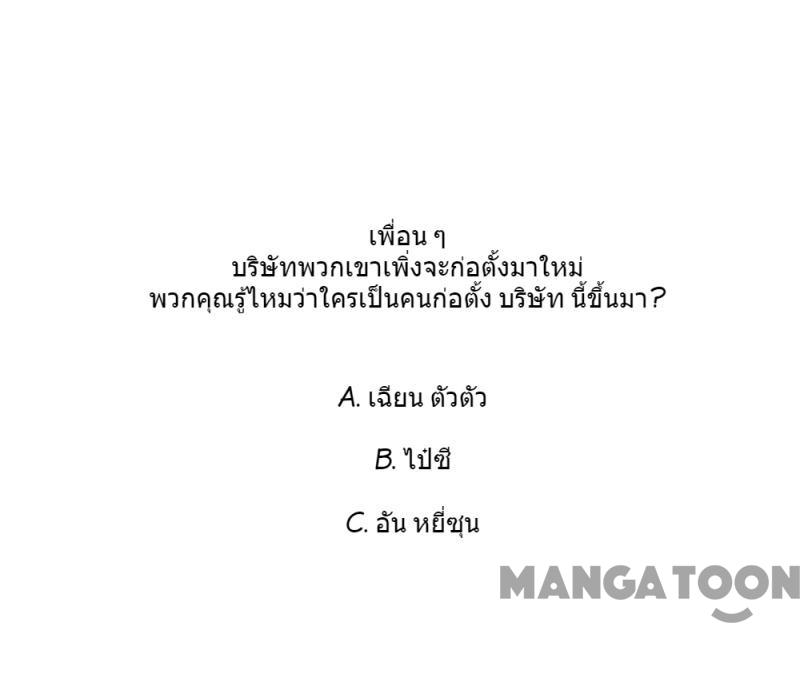 เพื่อน ๆ
บริษัทพวกเขาเพิ่งจะก่อตั้งมาใหม่
พวกคุณรู้ไหมว่าใครเป็นคนก่อตั้ง บริษัท นี้ขึ้นมา?
A. เฉียน ตัวตัว
B. ไป๋ซี
C. อัน หยี่ซุน
MANGATOON